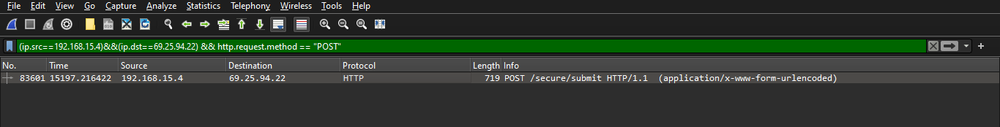 File Edit View Go Capture Analyze Statistics Telephony Wireless Tools Help
(ip.src==192.168.15.4)&&(ip.dst==69.25.94.22) && http.request.method == "POST"
No. Time Source Destination Protocol Length Info
83601 15197.216422 192.168.15.4 69.25.94.22 HTTP 719 POST /secure/submit HTTP/1.1 (application/x-www-form-urlencoded)